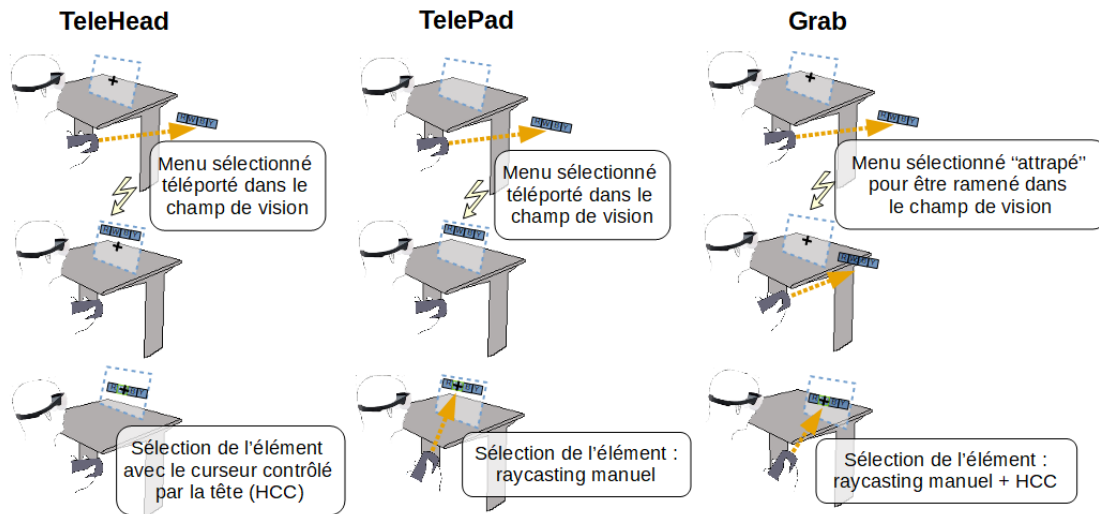 TeleHead
TelePad
Grab
Menu sélectionné
téléporté dans le
champ de vision
Menu sélectionné
téléporté dans le
champ de vision
Menu sélectionné “attrapé”
pour être ramené dans
le champ de vision
Sélection de l'élément
avec le curseur contrôlé
par la tête (HCC)
Sélection de l'élément :
raycasting manuel
Sélection de l'élément :
raycasting manuel + HCC